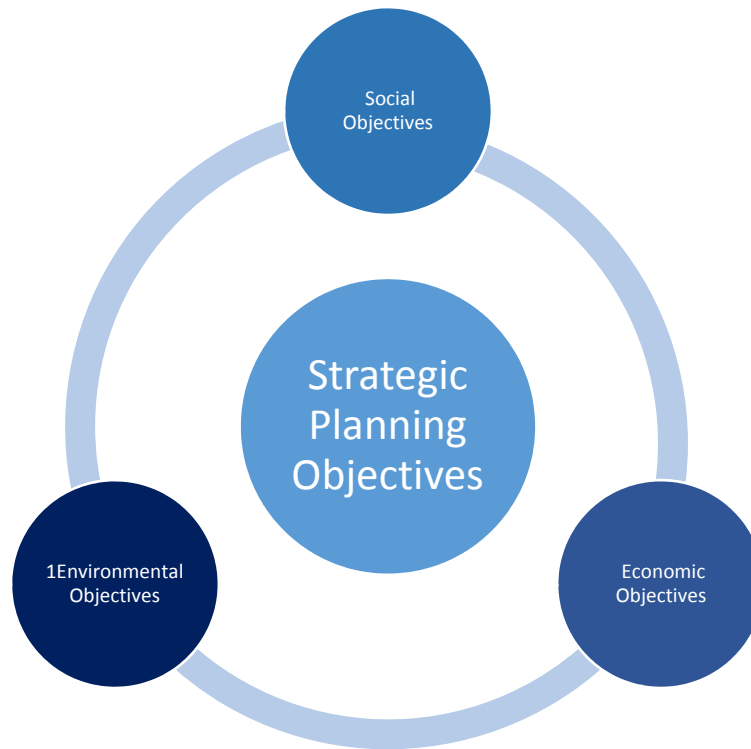 Social
Objectives
Strategic
Planning
Objectives
1Environmental
Objectives
Economic
Objectives